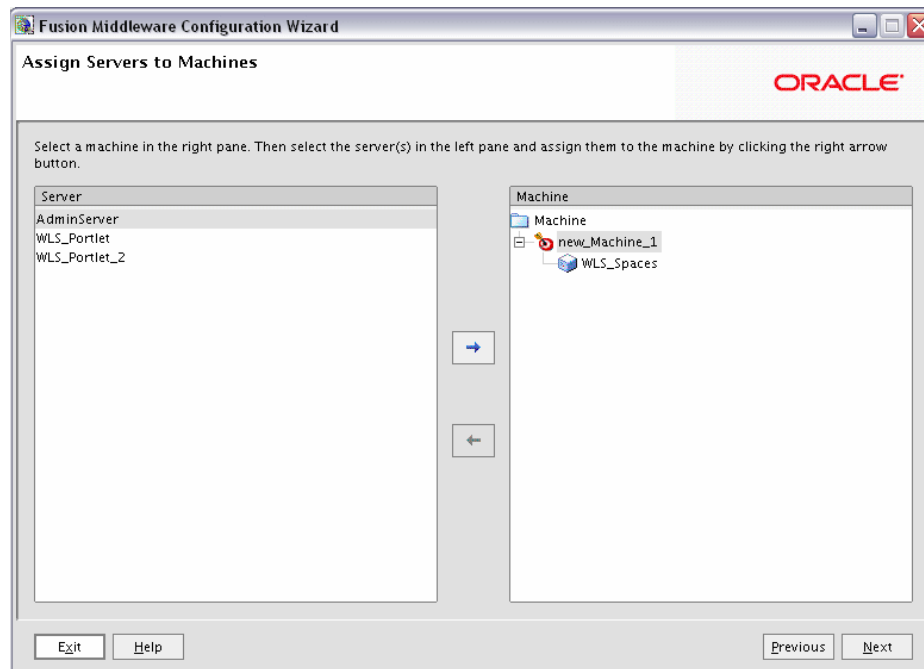 Fusion Middleware Configuration Wizard
Assign Servers to Machines
ORACLE
Select a machine in the right pane. Then select the server(s) in the left pane and assign them to the machine by clicking the right arrow
button.
Server
AdminServer
WLS_Portlet
WLS_Portlet_2
Machine
Machine
new_Machine_1
WLS_Spaces
Exit
Help
Previous
Next